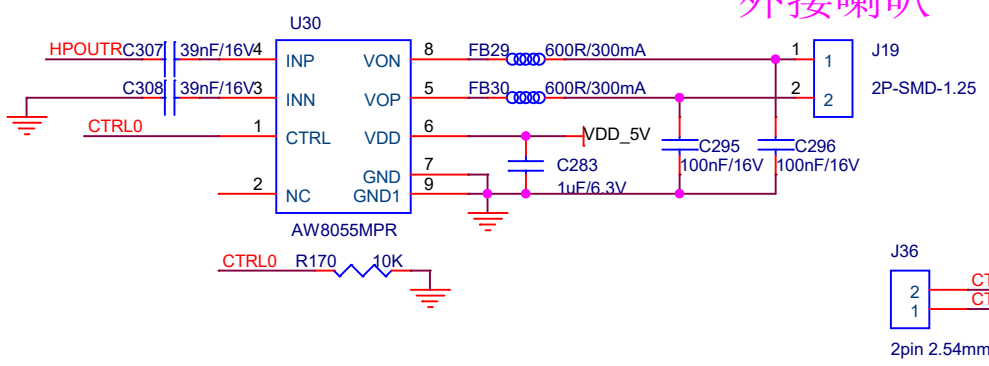 外接喇叭
U30
HPOUTR C307 39nF/16V 4 INP VON 8 FB29 600R/300mA 1 1 J19
C308 39nF/16V 3 INN VOP 5 FB30 600R/300mA 2 2 2P-SMD-1.25
CTRL0 1 CTRL VDD 6 VDD_5V
C295 C296
100nF/16V 100nF/16V
C283
1uF/6.3V
2 NC GND 7
GND1 9
AW8055MPR
CTRL0 R170 10K
J36
2
1
2pin 2.54mm